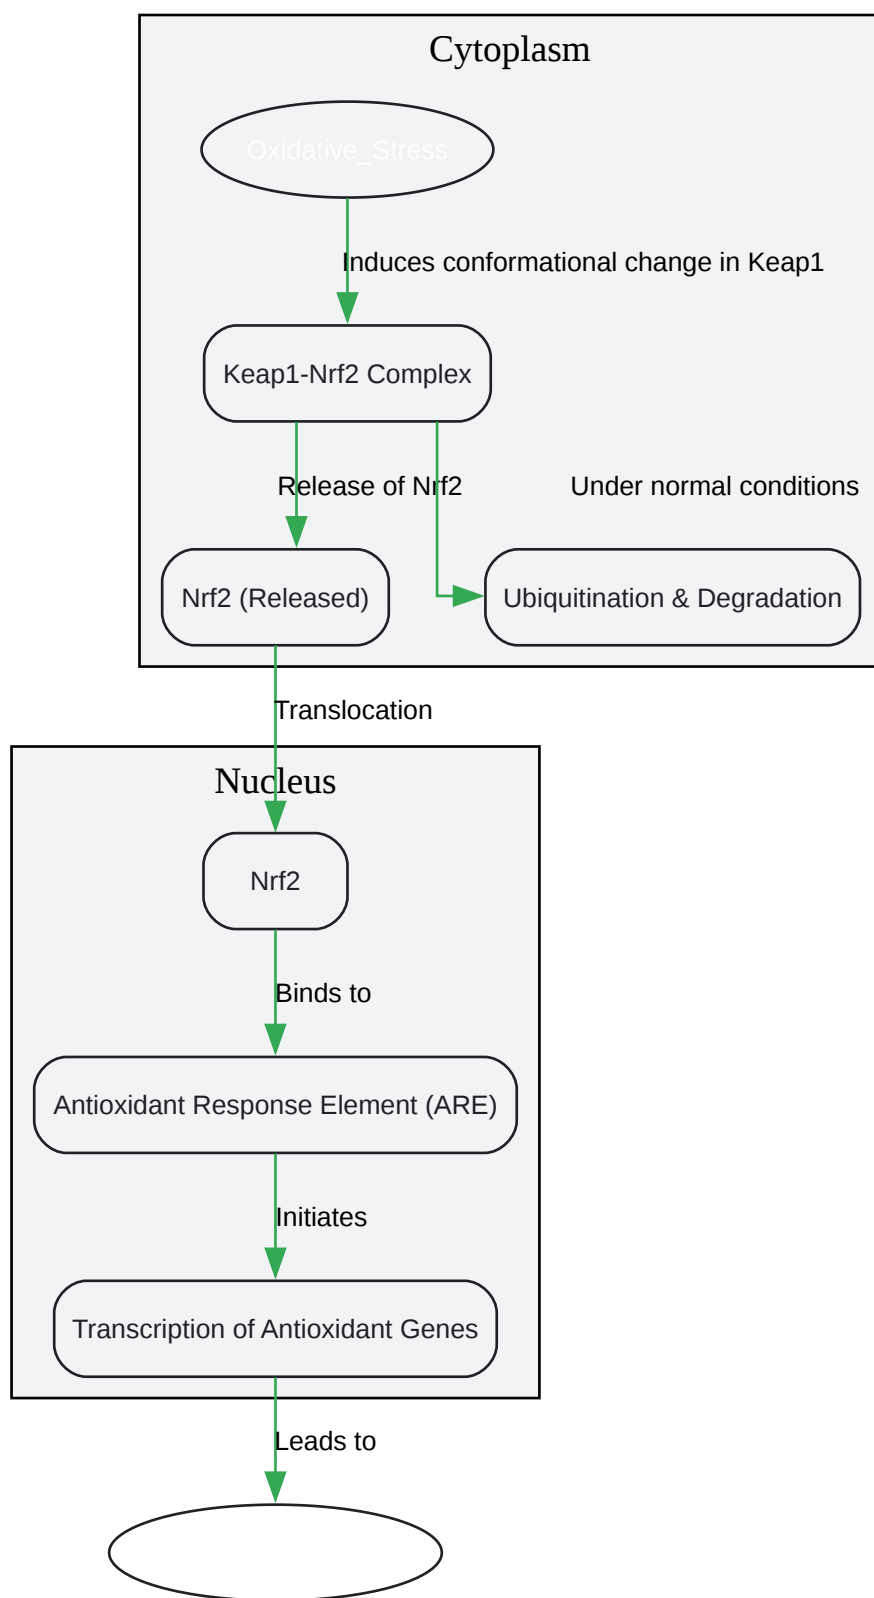 Cytoplasm
Oxidative_Stress
Induces conformational change in Keap1
Keap1-Nrf2 Complex
Release of Nrf2
Under normal conditions
Nrf2 (Released)
Ubiquitination & Degradation
Translocation
Nucleus
Nrf2
Binds to
Antioxidant Response Element (ARE)
Initiates
Transcription of Antioxidant Genes
Leads to